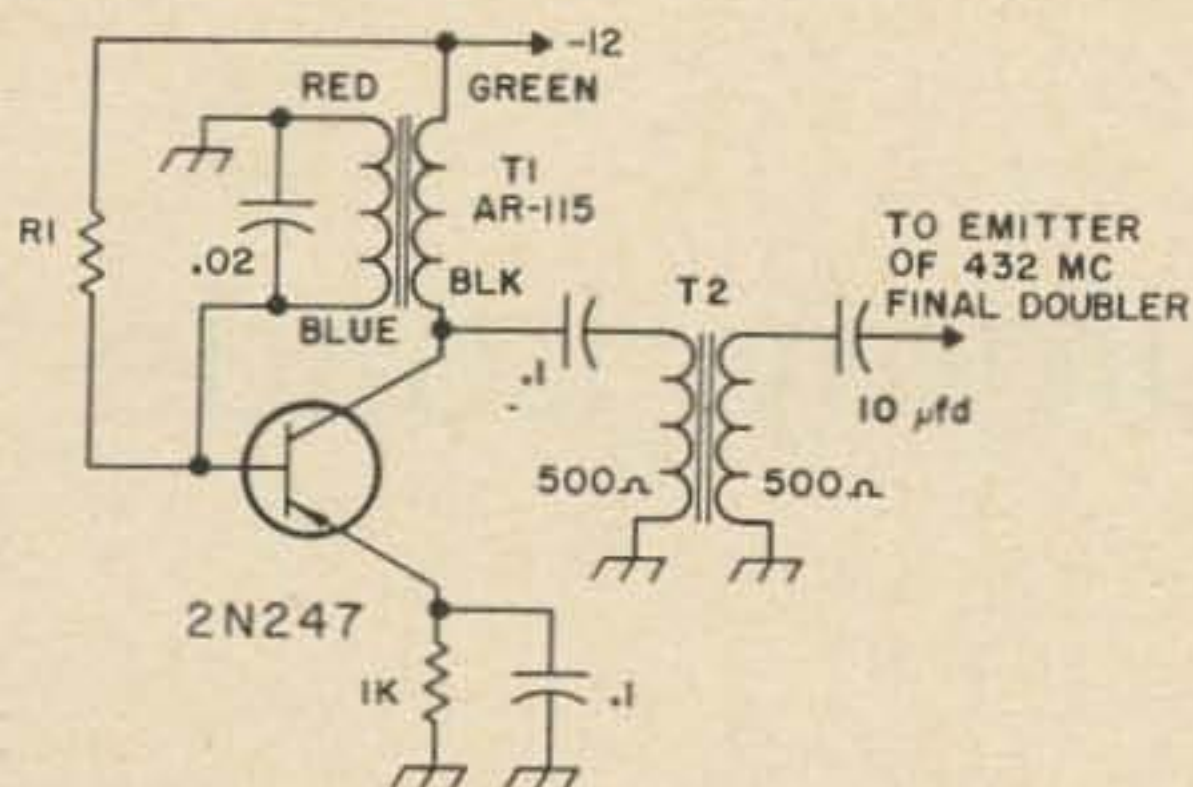 -12
RED
GREEN
T1
AR-115
R1
.02
BLK
BLUE
T2
TO EMITTER
OF 432 MC
FINAL DOUBLER
.1
10 µfd
500Ω
500Ω
2N247
1K
.1